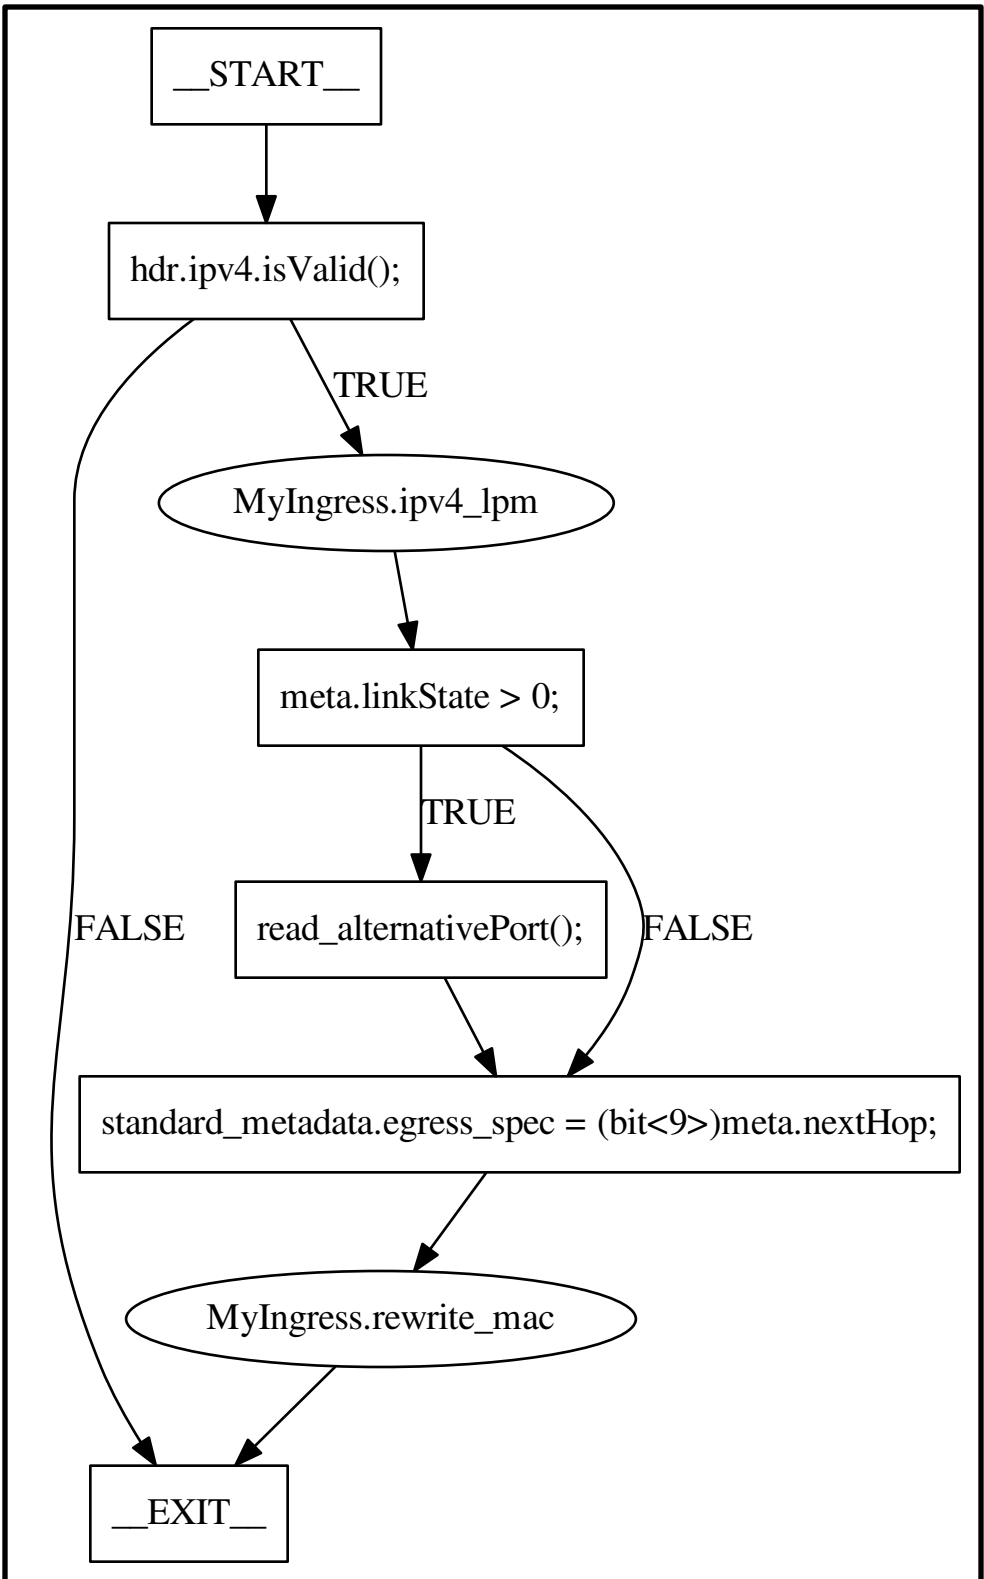 __START__
hdr.ipv4.isValid();
TRUE
MyIngress.ipv4_lpm
meta.linkState > 0;
TRUE
FALSE
read_alternativePort();
FALSE
standard_metadata.egress_spec = (bit<9>)meta.nextHop;
MyIngress.rewrite_mac
__EXIT__